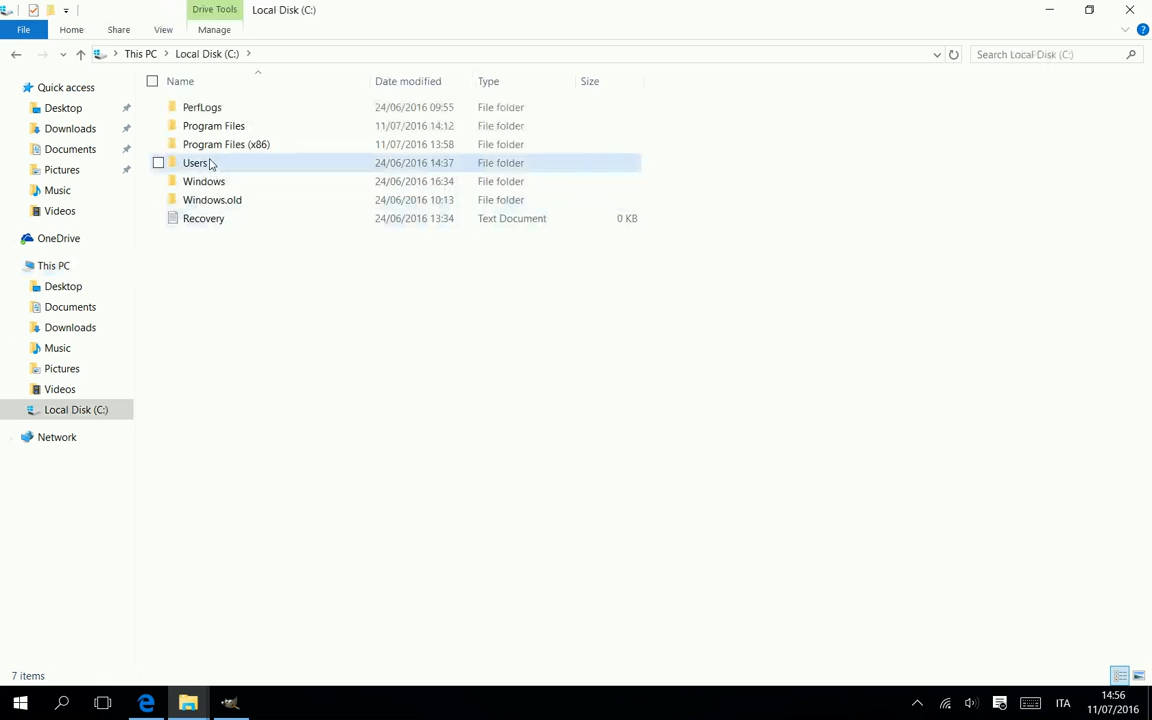 Drive Tools Local Disk (C:)
File Home Share View Manage
This PC Local Disk (C:) Search Local Disk (C:)
Name Date modified Type Size
Quick access
Desktop
Downloads
Documents
Pictures
Music
Videos
OneDrive
This PC
Desktop
Documents
Downloads
Music
Pictures
Videos
Local Disk (C:)
Network
PerfLogs 24/06/2016 09:55 File folder
Program Files 11/07/2016 14:12 File folder
Program Files (x86) 11/07/2016 13:58 File folder
Users 24/06/2016 14:37 File folder
Windows 24/06/2016 16:34 File folder
Windows.old 24/06/2016 10:13 File folder
Recovery 24/06/2016 13:34 Text Document 0 KB
7 items
ITA
14:56
11/07/2016